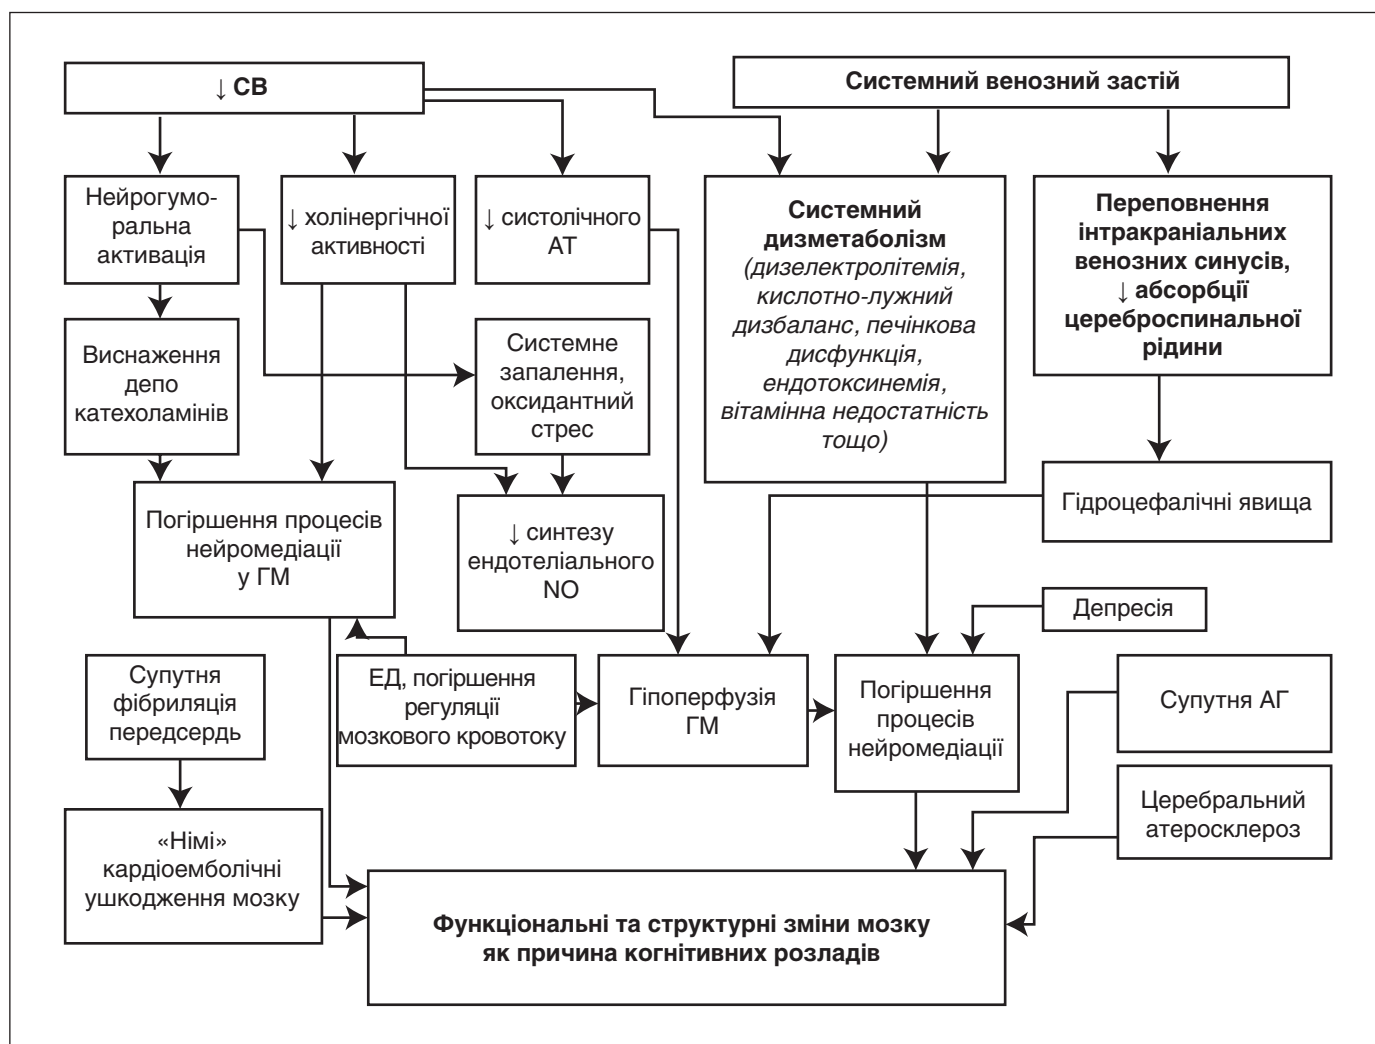 ↓ СВ
Системний венозний застій
Нейрогумо-
ральна
активація
↓ холінергічної
активності
↓ систолічного
АТ
Системний
дизметаболізм
(дизелектролітемія,
кислотно-лужний
дизбаланс, печінкова
дисфункція,
ендотоксинемія,
вітамінна недостатність
тощо)
Переповнення
інтракраніальних
венозних синусів,
↓ абсорбції
цереброспинальної
рідини
Виснаження
депо
катехоламінів
Системне
запалення,
оксидантний
стрес
Гідроцефалічні явища
Погіршення процесів
нейромедіації
у ГМ
↓ синтезу
ендотеліального
NO
Депресія
Супутня
фібриляція
передсердь
ЕД, погіршення
регуляції
мозкового кровотоку
Гіпоперфузія
ГМ
Погіршення
процесів
нейромедіації
Супутня АГ
Церебральний
атеросклероз
«Німі»
кардіоемболічні
ушкодження мозку
Функціональні та структурні зміни мозку
як причина когнітивних розладів